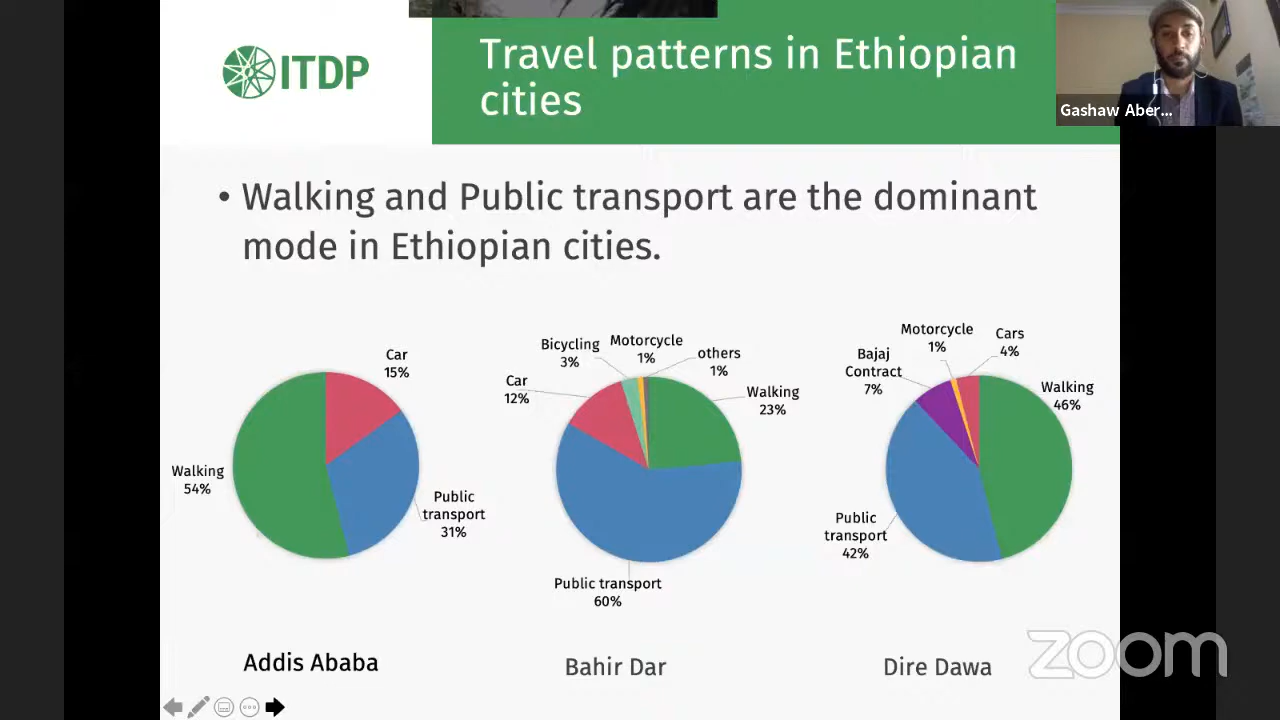 ITDP
Travel patterns in Ethiopian
cities
Gashaw Aber...
• Walking and Public transport are the dominant
mode in Ethiopian cities.
Car
15%
Walking
54%
Public
transport
31%
Addis Ababa
Bicycling
3%
Motorcycle
1%
others
1%
Car
12%
Walking
23%
Public transport
60%
Bahir Dar
Motorcycle
1%
Cars
4%
Bajaj
Contract
7%
Walking
46%
Public
transport
42%
Dire Dawa
zoom